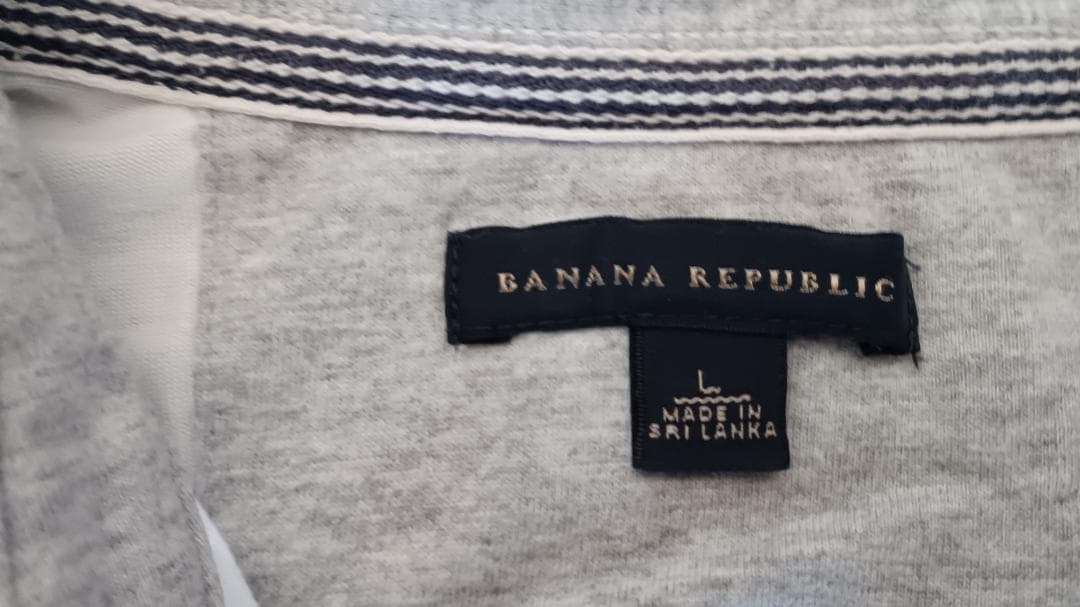 BANANA REPUBLIC
L
MADE IN
SRI LANKA